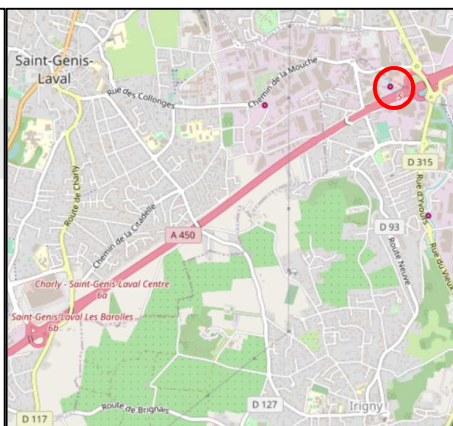 Saint-Genis-
Laval
Chemin de la Mouche
Rue des Collonges
5
D 315
Route de Charly
Rue d'Yvours
D 93
A 450
Chemin de la Citadelle
Route Neuve
Rue du Vieux
Charly - Saint-Genis-Laval Centre
6a
Saint-Genis-Laval Les Barolles
6b
Route de Brignais
D 127
Irigny
D 117